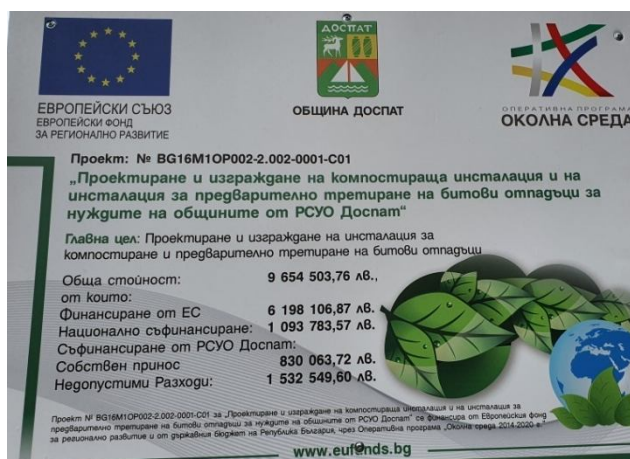 ЕВРОПЕЙСКИ СЪЮЗ
ЕВРОПЕЙСКИ ФОНД
ЗА РЕГИОНАЛНО РАЗВИТИЕ
ДОСПАТ
ОБЩИНА ДОСПАТ
ОПЕРАТИВНА ПРОГРАМА
ОКОЛНА СРЕДА
Проект: № BG16M1OP002-2.002-0001-C01
„Проектиране и изграждане на компостираща инсталация и на
инсталация за предварително третиране на битови отпадъци за
нуждите на общините от РСУО Доспат“
Главна цел: Проектиране и изграждане на инсталация за
компостиране и предварително третиране на битови отпадъци
Обща стойност: 9 654 503,76 лв.,
от които:
Финансиране от ЕС 6 198 106,87 лв.
Национално съфинансиране: 1 093 783,57 лв.
Съфинансиране от РСУО Доспат:
Собствен принос 830 063,72 лв.
Недопустими Разходи: 1 532 549,60 лв.
Проект № BG16M1OP002-2.002-0001-C01 за „Проектиране и изграждане на компостираща инсталация и на инсталация за
предварително третиране на битови отпадъци за нуждите на общините от РСУО Доспат“ се финансира от Европейския фонд
за регионално развитие и от държавния бюджет на Република България, чрез Оперативна програма „Околна среда 2014-2020 г.“
www.eufunds.bg